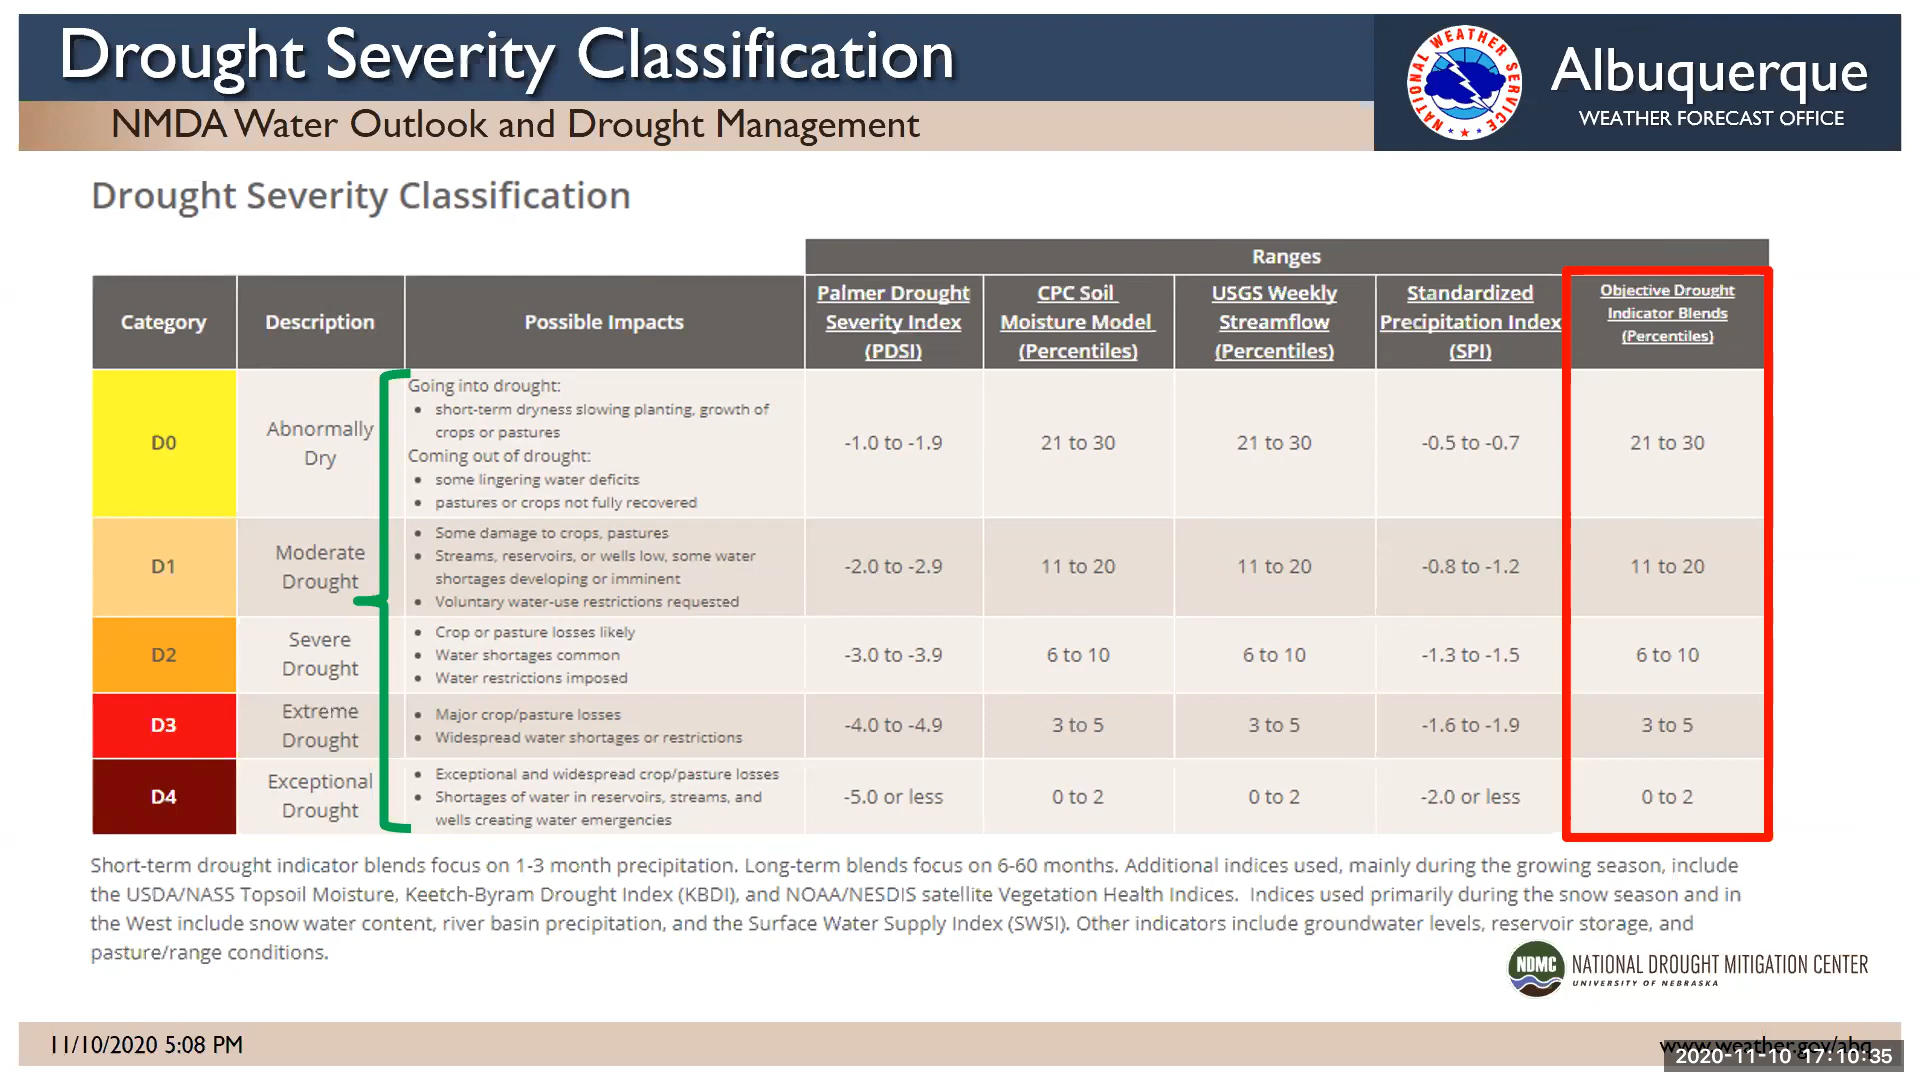 Drought Severity Classification
NMDA Water Outlook and Drought Management
NATIONAL WEATHER SERVICE
Albuquerque
WEATHER FORECAST OFFICE
Drought Severity Classification
Ranges
Category
Description
Possible Impacts
Palmer Drought
Severity Index
(PDSI)
CPC Soil
Moisture Model
(Percentiles)
USGS Weekly
Streamflow
(Percentiles)
Standardized
Precipitation Index
(SPI)
Objective Drought
Indicator Blends
(Percentiles)
D0
Abnormally
Dry
Going into drought:
• short-term dryness slowing planting, growth of
crops or pastures
Coming out of drought:
• some lingering water deficits
• pastures or crops not fully recovered
-1.0 to -1.9
21 to 30
21 to 30
-0.5 to -0.7
21 to 30
D1
Moderate
Drought
• Some damage to crops, pastures
• Streams, reservoirs, or wells low, some water
shortages developing or imminent
• Voluntary water-use restrictions requested
-2.0 to -2.9
11 to 20
11 to 20
-0.8 to -1.2
11 to 20
D2
Severe
Drought
• Crop or pasture losses likely
• Water shortages common
• Water restrictions imposed
-3.0 to -3.9
6 to 10
6 to 10
-1.3 to -1.5
6 to 10
D3
Extreme
Drought
• Major crop/pasture losses
• Widespread water shortages or restrictions
-4.0 to -4.9
3 to 5
3 to 5
-1.6 to -1.9
3 to 5
D4
Exceptional
Drought
• Exceptional and widespread crop/pasture losses
• Shortages of water in reservoirs, streams, and
wells creating water emergencies
-5.0 or less
0 to 2
0 to 2
-2.0 or less
0 to 2
Short-term drought indicator blends focus on 1-3 month precipitation. Long-term blends focus on 6-60 months. Additional indices used, mainly during the growing season, include
the USDA/NASS Topsoil Moisture, Keetch-Byram Drought Index (KBDI), and NOAA/NESDIS satellite Vegetation Health Indices. Indices used primarily during the snow season and in
the West include snow water content, river basin precipitation, and the Surface Water Supply Index (SWSI). Other indicators include groundwater levels, reservoir storage, and
pasture/range conditions.
NDMC
NATIONAL DROUGHT MITIGATION CENTER
UNIVERSITY OF NEBRASKA
11/10/2020 5:08 PM
www.weather.gov/abq
2020-11-10 17:10:35